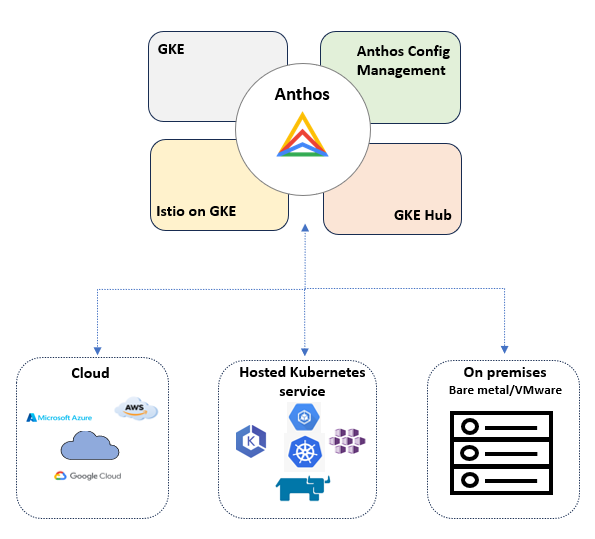 GKE
Anthos Config
Management
Anthos
Istio on GKE
GKE Hub
Cloud
Microsoft Azure
AWS
Google Cloud
Hosted Kubernetes
service
K
On premises
Bare metal/VMware